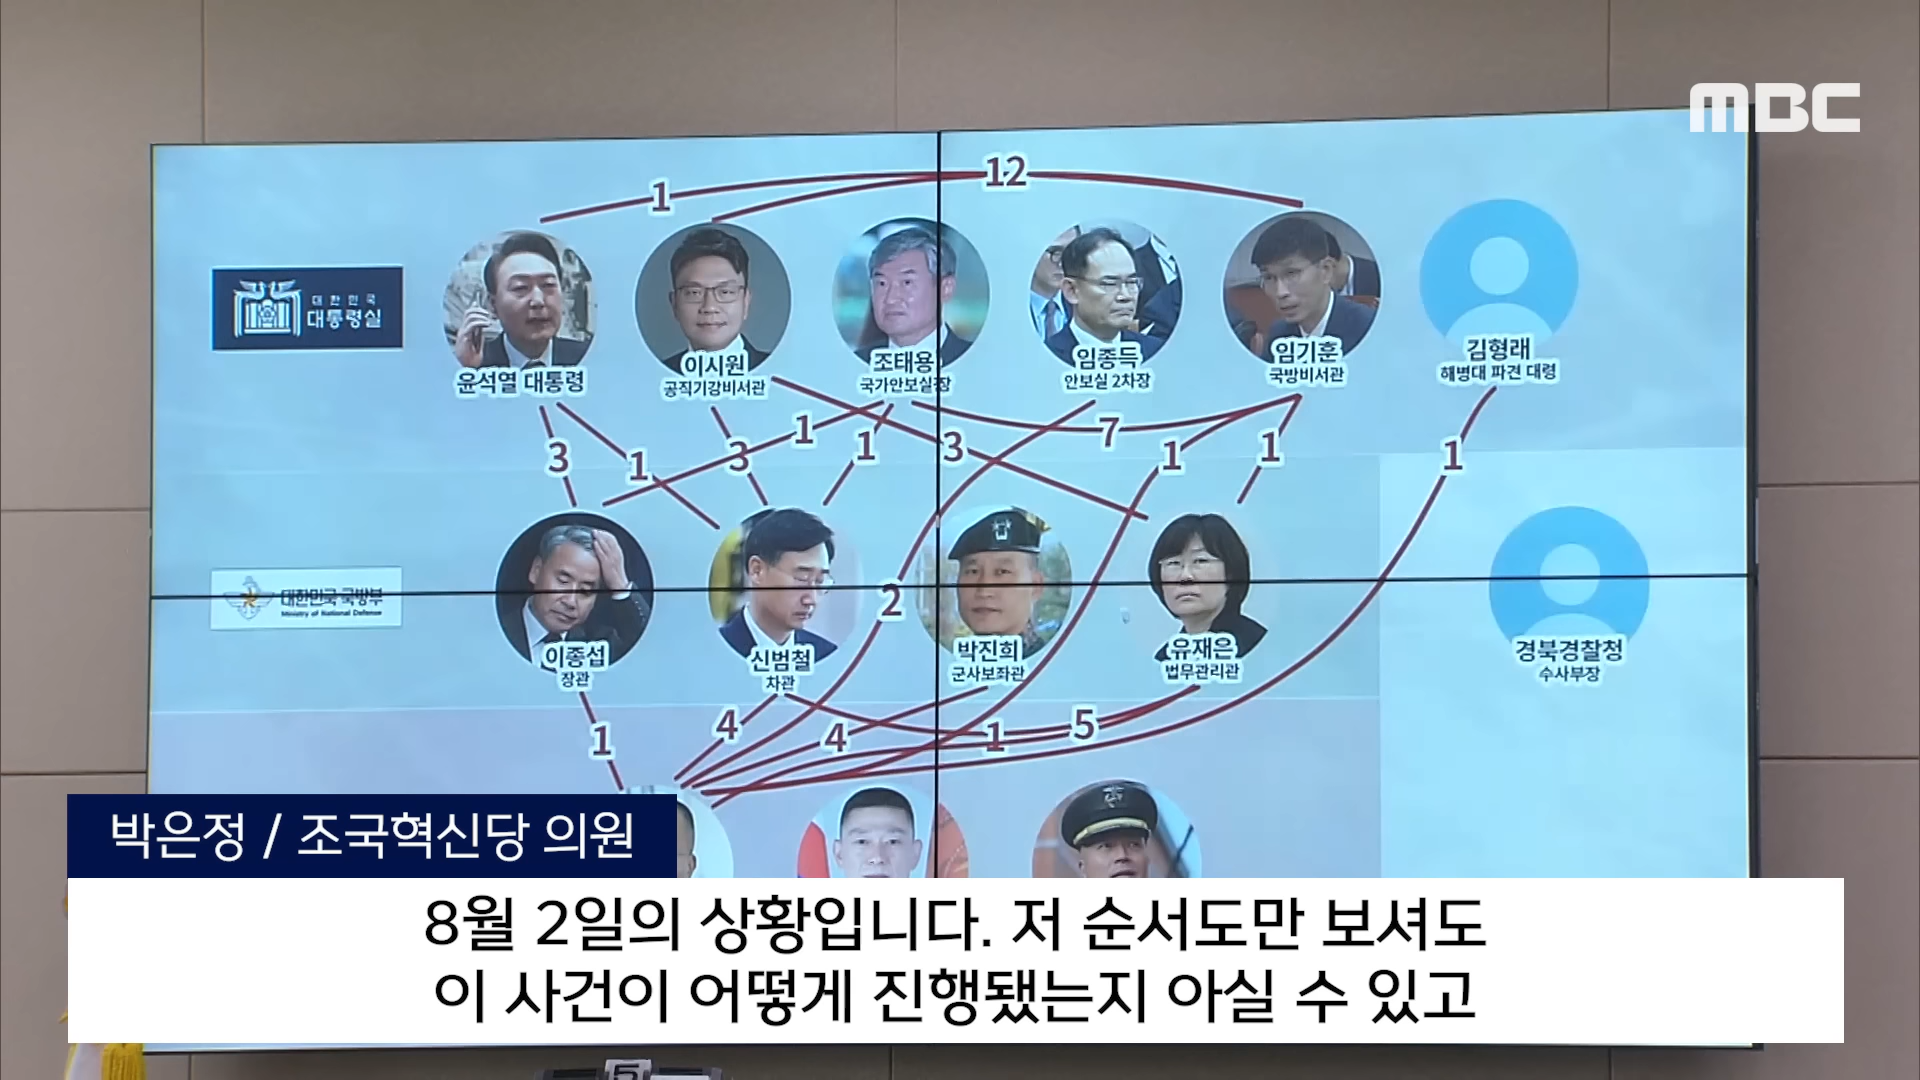 MBC
1
12
대한민국
대통령실
윤석열 대통령
이시원
공직기강비서관
조태용
국가안보실장
임종득
안보실 2차장
임기훈
국방비서관
김형래
해병대 파견 대령
3
1
3
1
1
3
7
1
1
1
대한민국 국방부
Ministry of National Defense
2
이종섭
장관
신범철
차관
박진희
군사보좌관
유재은
법무관리관
경북경찰청
수사부장
1
4
4
1
5
박은정 / 조국혁신당 의원
8월 2일의 상황입니다. 저 순서도만 보셔도
이 사건이 어떻게 진행됐는지 아실 수 있고
5